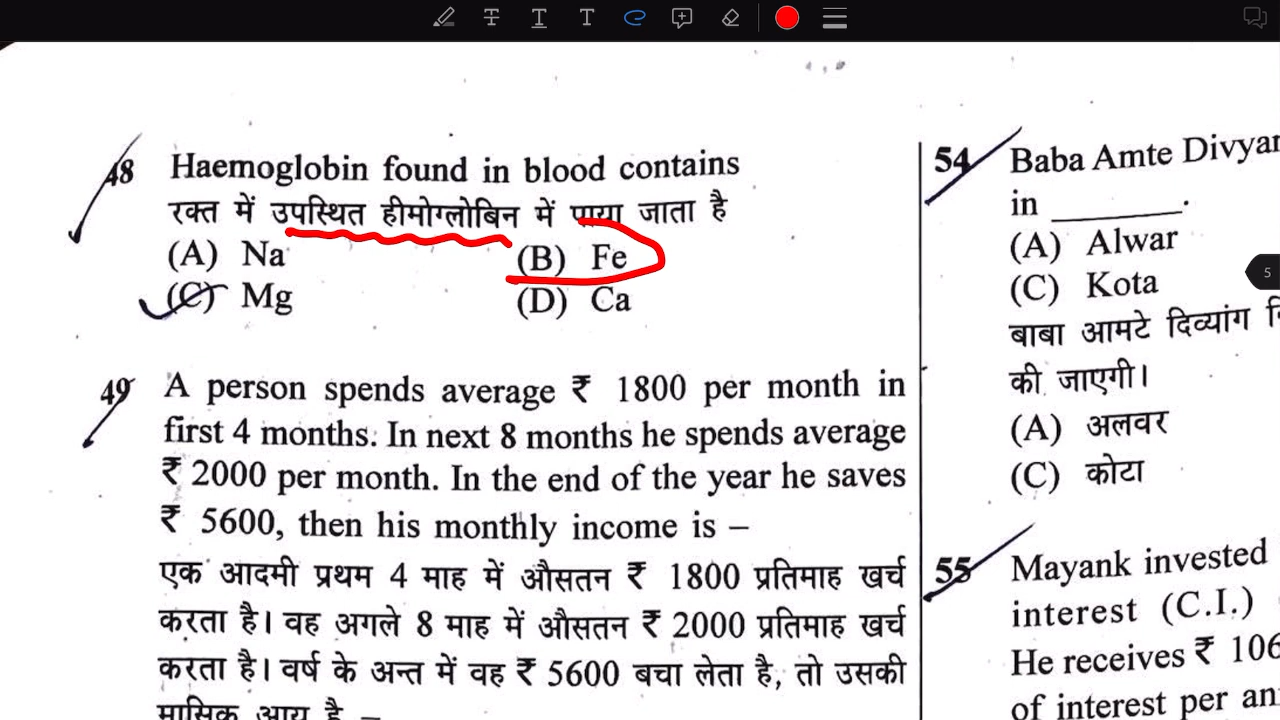 48 Haemoglobin found in blood contains
रक्त में उपस्थित हीमोग्लोबिन में पाया जाता है
(A) Na (B) Fe
(C) Mg (D) Ca
49 A person spends average ₹ 1800 per month in
first 4 months. In next 8 months he spends average
₹ 2000 per month. In the end of the year he saves
₹ 5600, then his monthly income is –
एक आदमी प्रथम 4 माह में औसतन ₹ 1800 प्रतिमाह खर्च
करता है। वह अगले 8 माह में औसतन ₹ 2000 प्रतिमाह खर्च
करता है। वर्ष के अन्त में वह ₹ 5600 बचा लेता है, तो उसकी
मासिक आय है –
54 Baba Amte Divyan
in ________.
(A) Alwar
(C) Kota
बाबा आमटे दिव्यांग
की जाएगी।
(A) अलवर
(C) कोटा
55 Mayank invested
interest (C.I.)
He receives ₹ 106
of interest per an
T T T
5